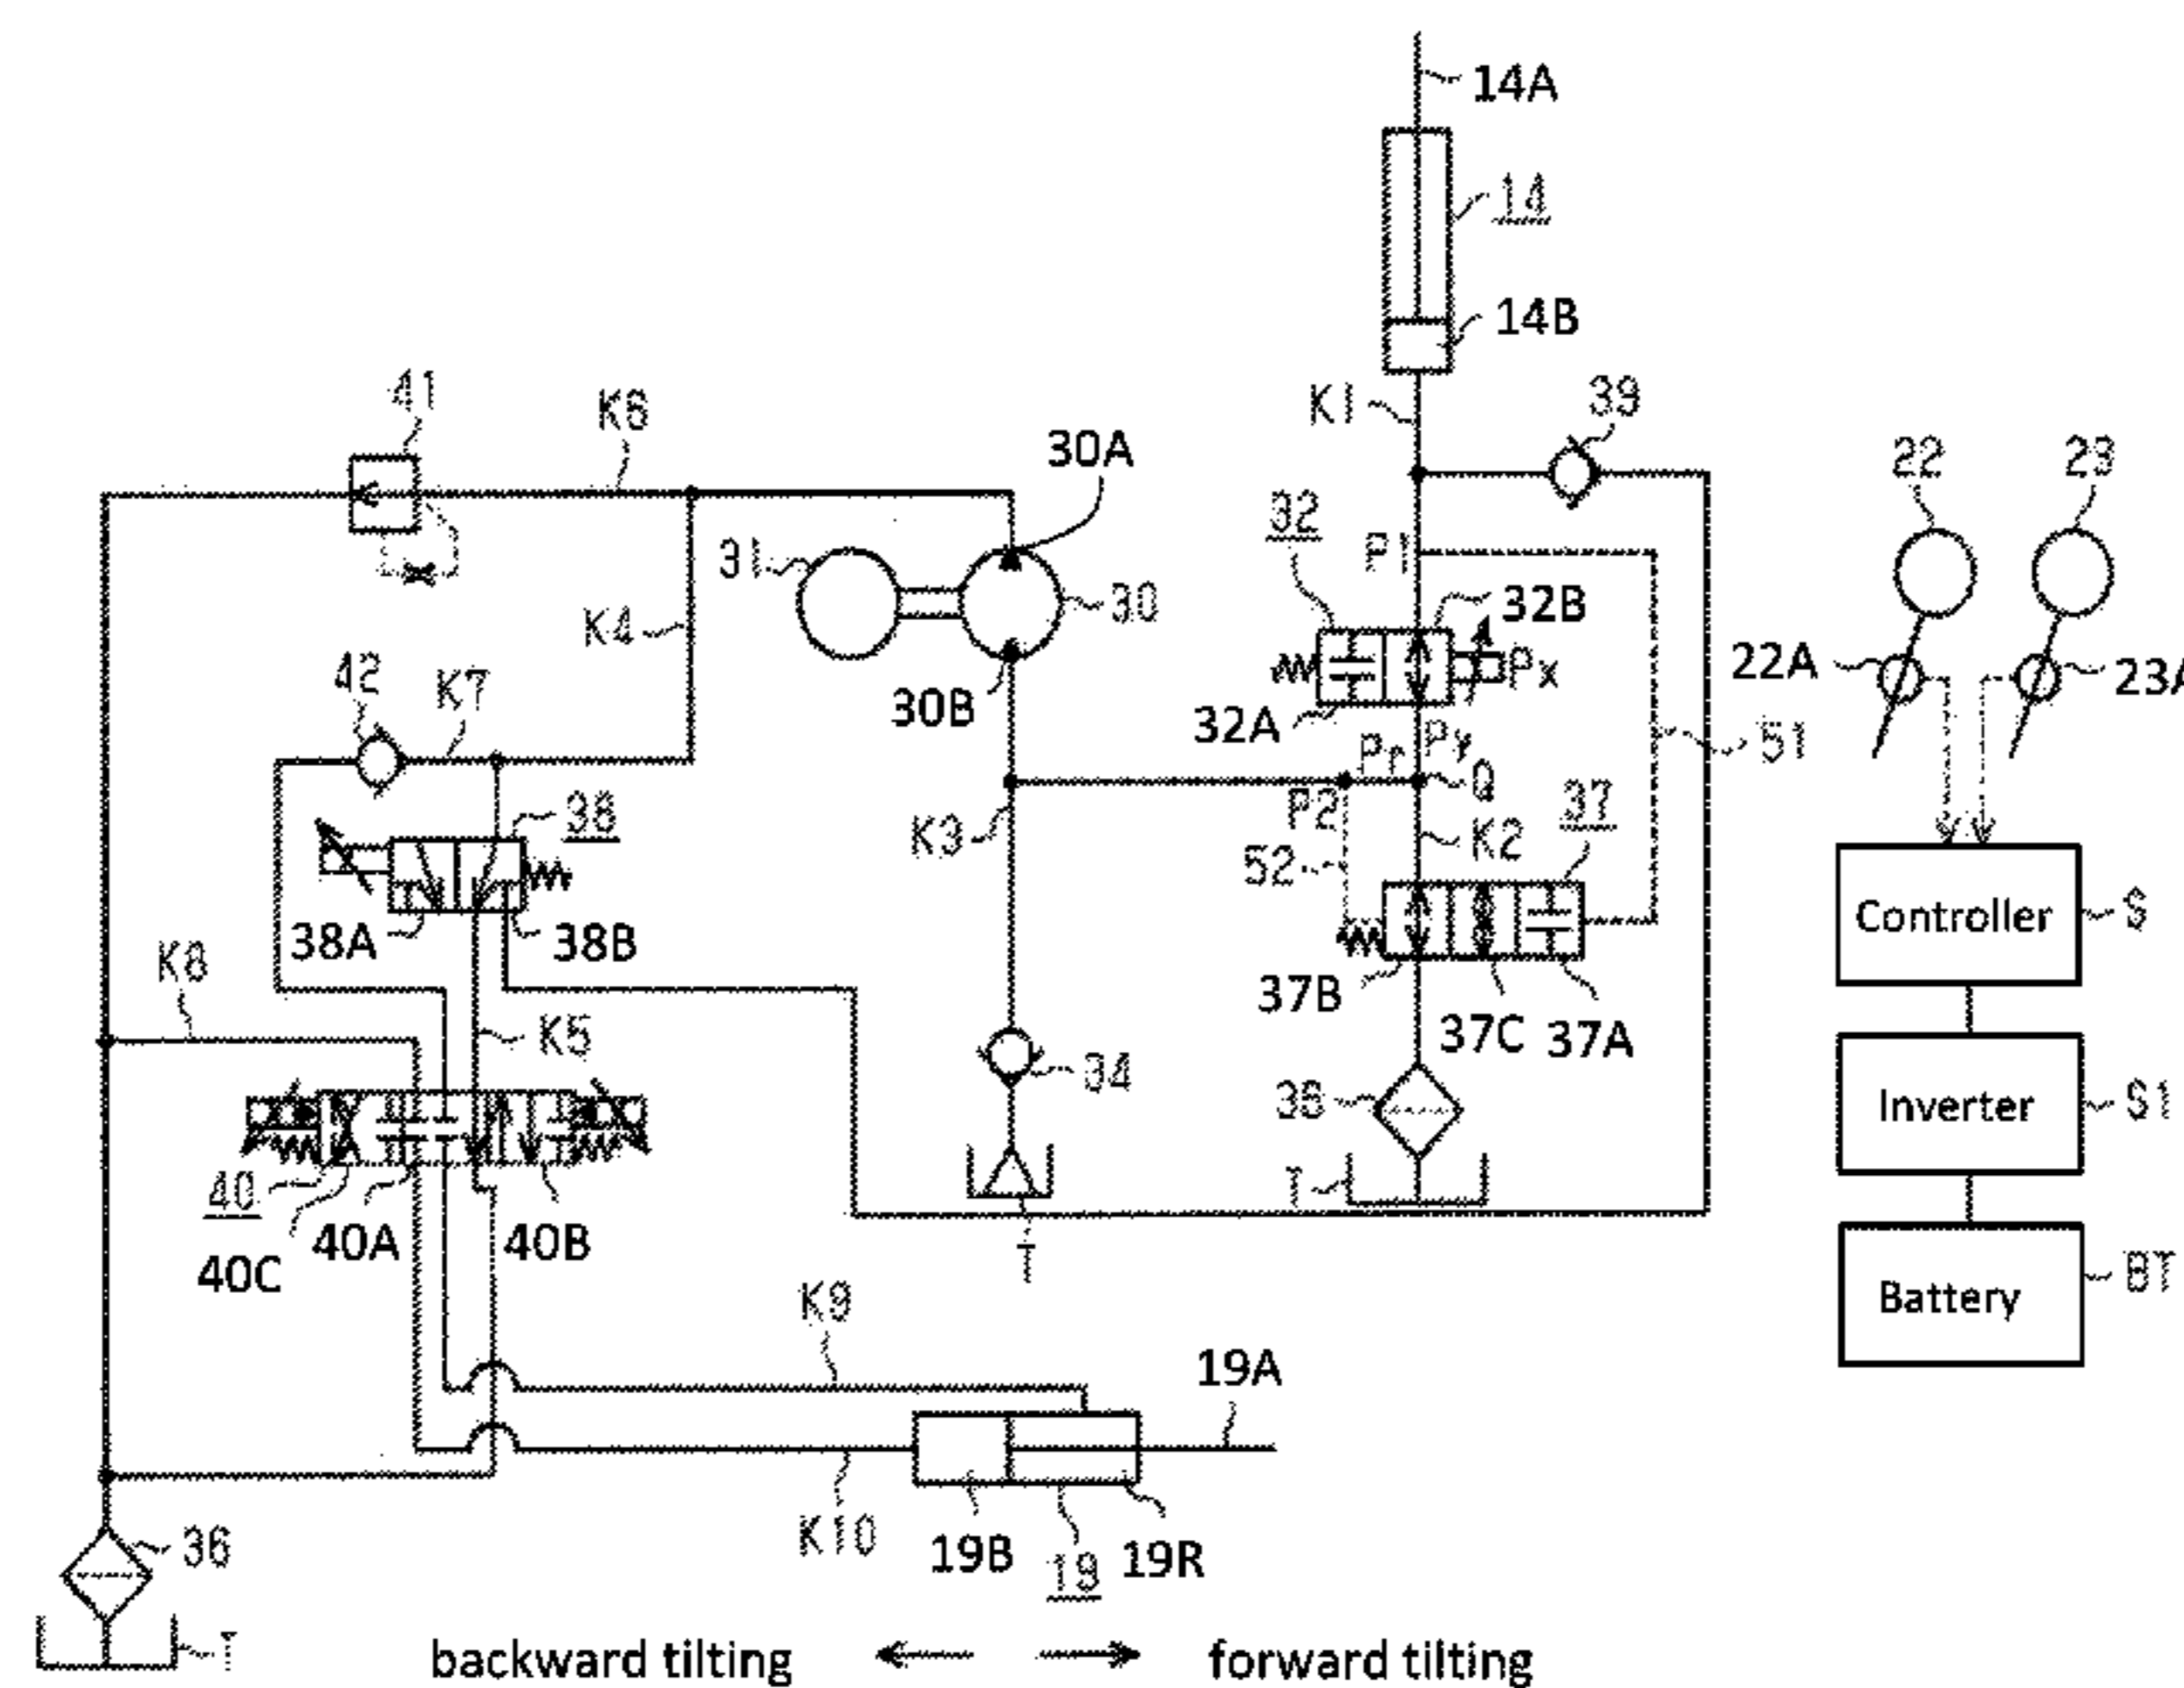 14A
14
14B
K1
39
41
K6
30A
22
23
32
P1
31
30
32B
K4
Px
22A
23A
42
K7
30B
32A
51
Pr
Py
Q
P2
37
38
K3
K2
52
Controller
S
38A
38B
K8
37B
K5
37C
37A
34
36
Inverter
S1
40
T
40A
40B
40C
T
Battery
BT
K9
19A
K10
19B
19
19R
36
T
backward tilting
forward tilting